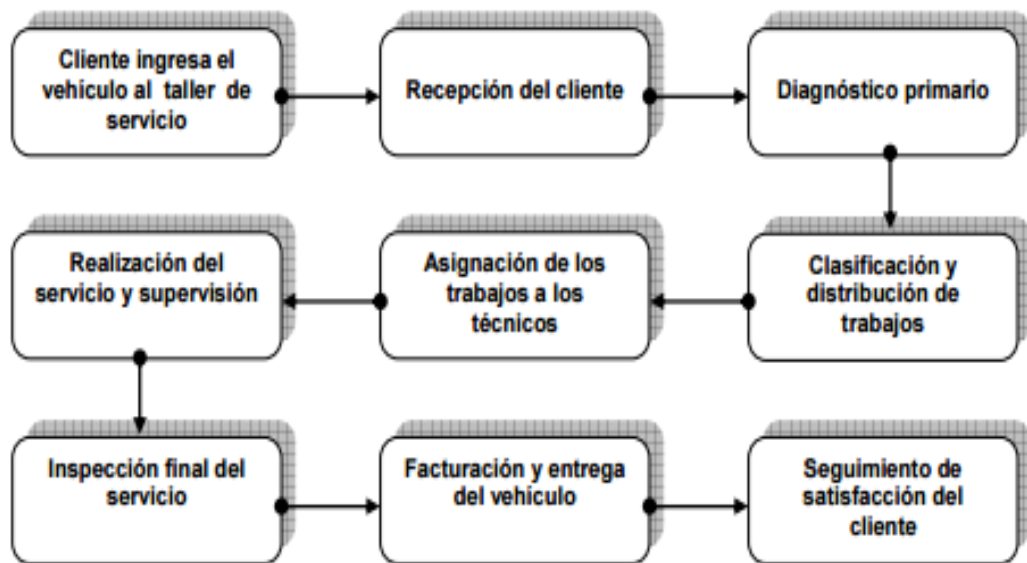 Cliente ingresa el
vehículo al taller de
servicio
Recepción del cliente
Diagnóstico primario
Clasificación y
distribución de
trabajos
Asignación de los
trabajos a los
técnicos
Realización del
servicio y supervisión
Inspección final del
servicio
Facturación y entrega
del vehículo
Seguimiento de
satisfacción del
cliente